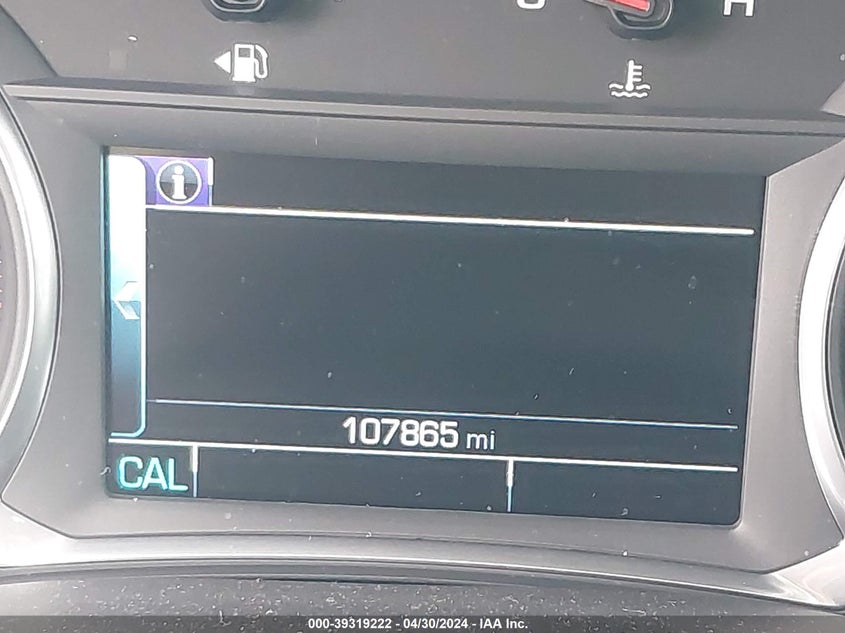 H
107865 mi
CAL
000-39319222 - 04/30/2024 - IAA Inc.